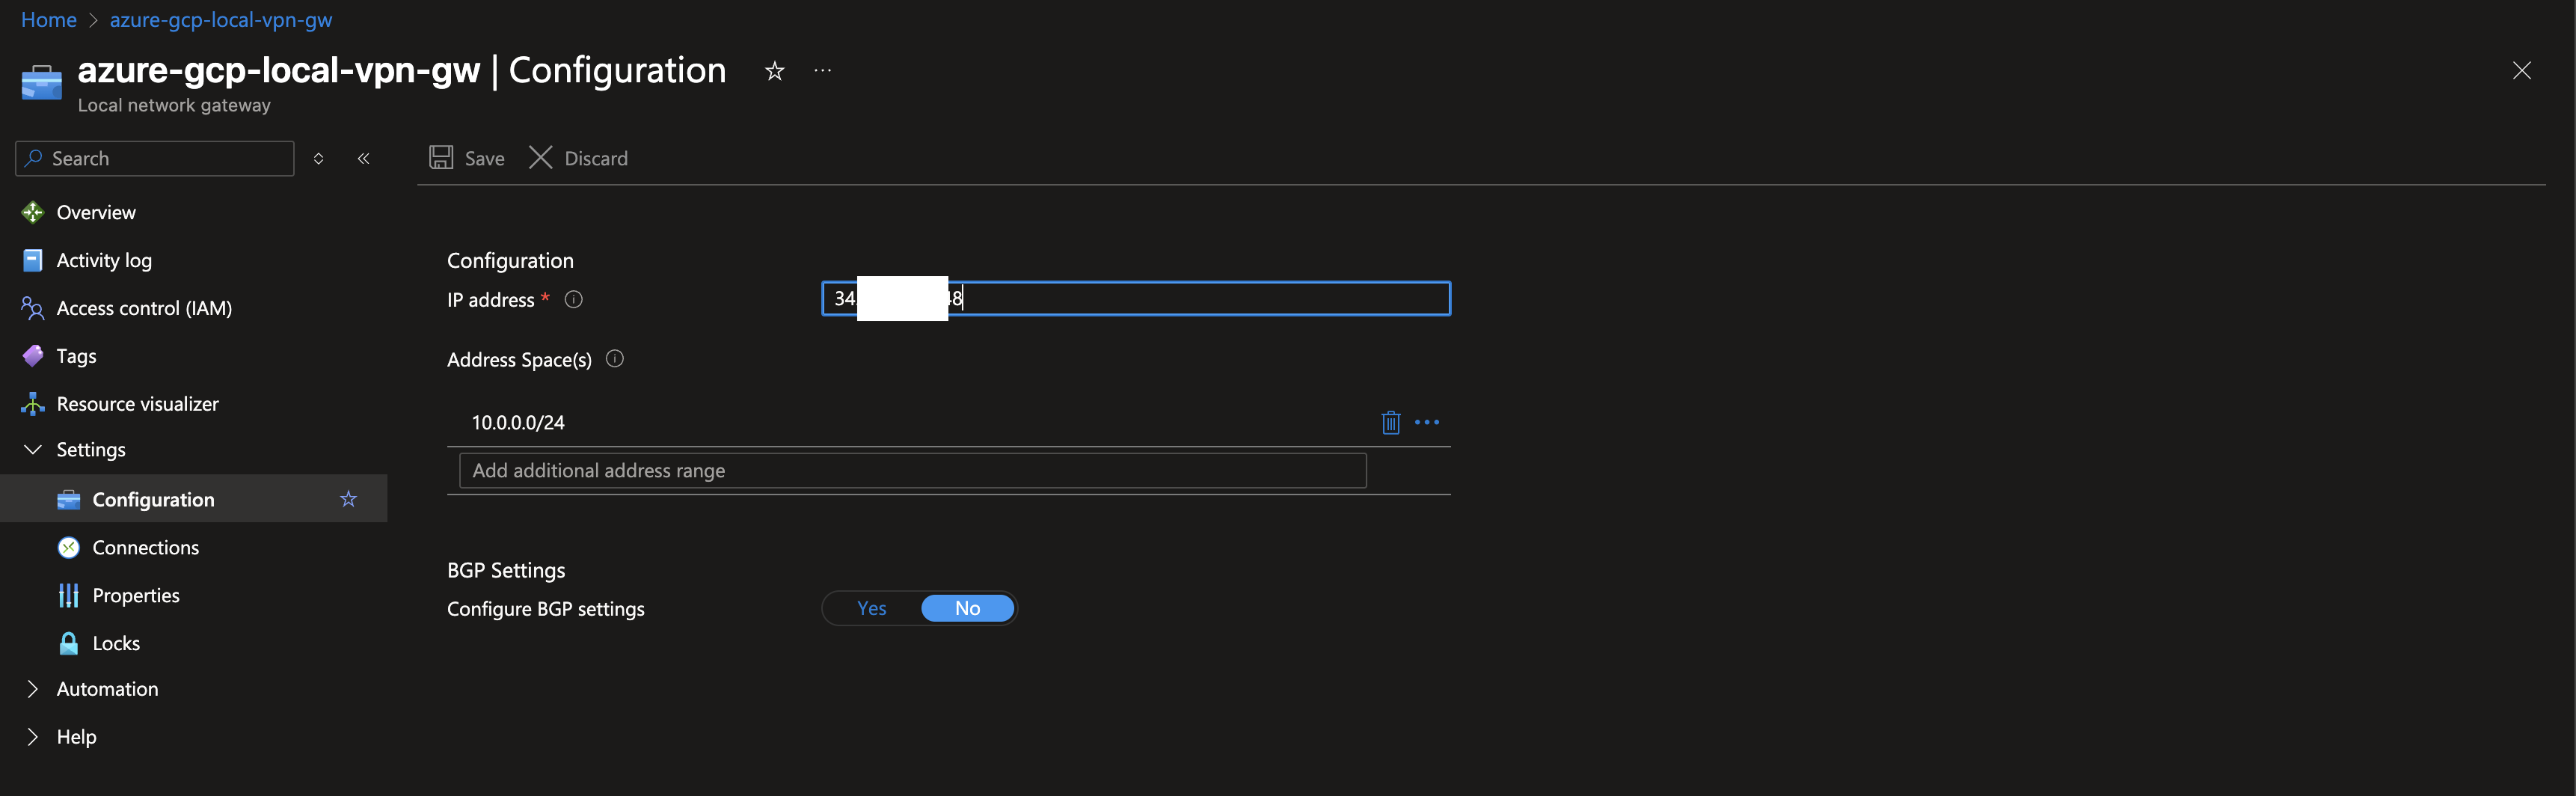 Home > azure-gcp-local-vpn-gw
azure-gcp-local-vpn-gw | Configuration
Local network gateway
Search
Save Discard
Overview
Activity log
Access control (IAM)
Tags
Resource visualizer
Settings
Configuration
Connections
Properties
Locks
Automation
Help
Configuration
IP address *
34.
8
Address Space(s)
10.0.0.0/24
Add additional address range
BGP Settings
Configure BGP settings Yes No